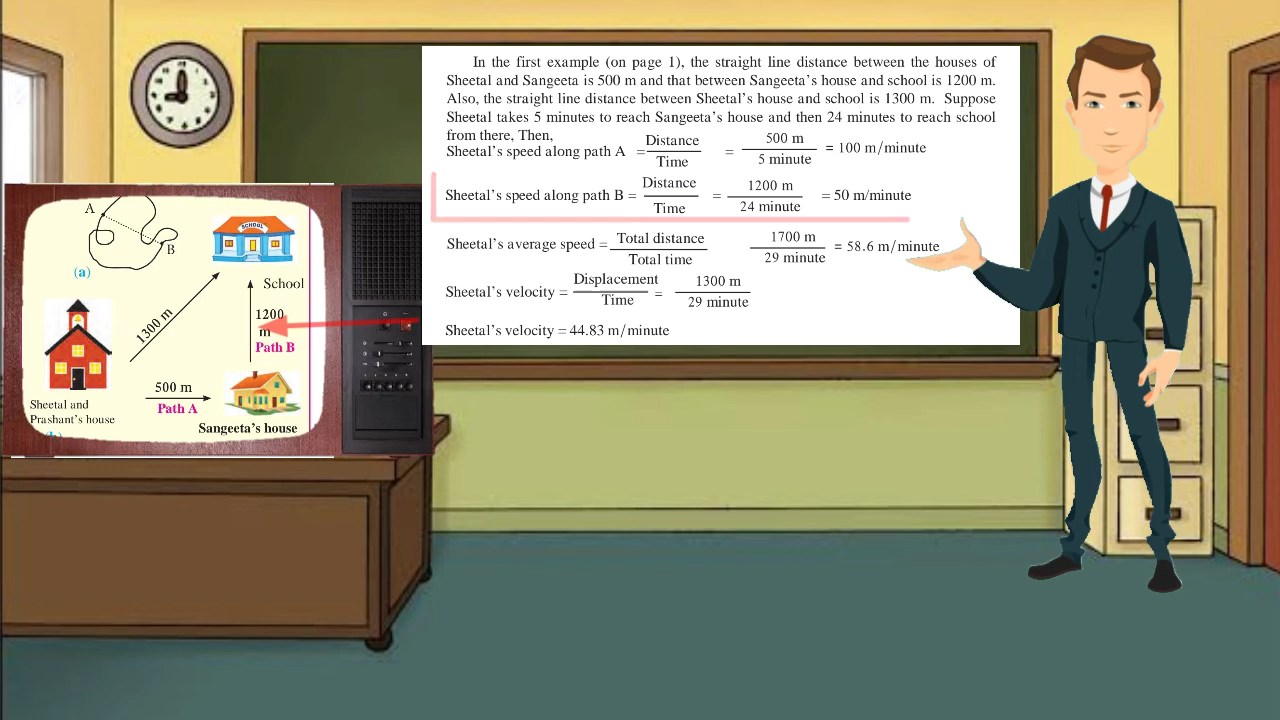 In the first example (on page 1), the straight line distance between the houses of
Sheetal and Sangeeta is 500 m and that between Sangeeta's house and school is 1200 m.
Also, the straight line distance between Sheetal's house and school is 1300 m. Suppose
Sheetal takes 5 minutes to reach Sangeeta's house and then 24 minutes to reach school
from there, Then,
Sheetal's speed along path A = Distance / Time = 500 m / 5 minute = 100 m/minute
Sheetal's speed along path B = Distance / Time = 1200 m / 24 minute = 50 m/minute
Sheetal's average speed = Total distance / Total time 1700 m / 29 minute = 58.6 m/minute
Sheetal's velocity = Displacement / Time = 1300 m / 29 minute
Sheetal's velocity = 44.83 m/minute
A
B
(a)
SCHOOL
School
1300 m
1200
m
Path B
500 m
Path A
Sheetal and
Prashant's house
Sangeeta's house